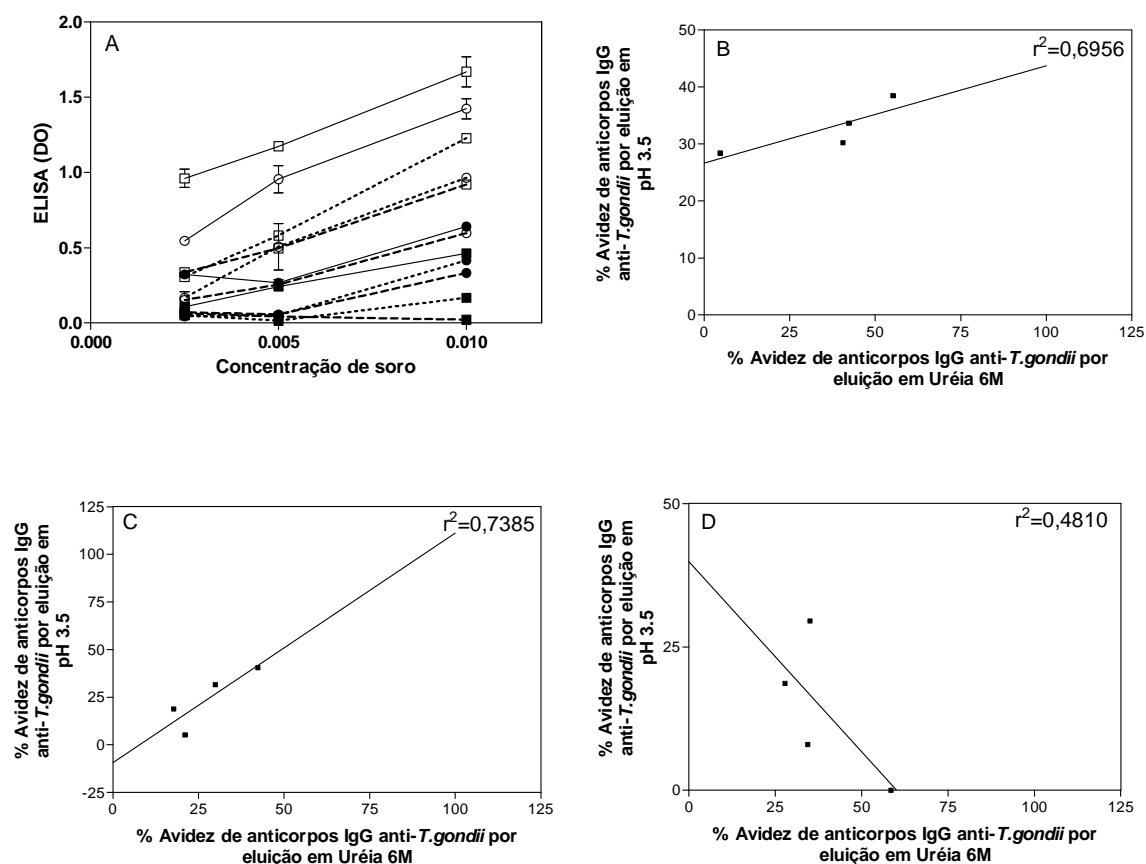 A
2.0
1.5
1.0
0.5
0.0
ELISA (DO)
0.000
0.005
0.010
Concentração de soro
B
r²=0,6956
50
40
30
20
10
0
% Avidez de anticorpos IgG
anti-T.gondii por eluição em
pH 3.5
0
25
50
75
100
125
% Avidez de anticorpos IgG anti-T.gondii por
eluição em Uréia 6M
C
r²=0,7385
125
100
75
50
25
0
-25
% Avidez de anticorpos IgG
anti-T.gondii por eluição em
pH 3.5
0
25
50
75
100
125
% Avidez de anticorpos IgG anti-T.gondii por
eluição em Uréia 6M
D
r²=0,4810
50
25
0
% Avidez de anticorpos IgG
anti-T.gondii por eluição em
pH 3.5
0
25
50
75
100
125
% Avidez de anticorpos IgG anti-T.gondii por
eluição em Uréia 6M